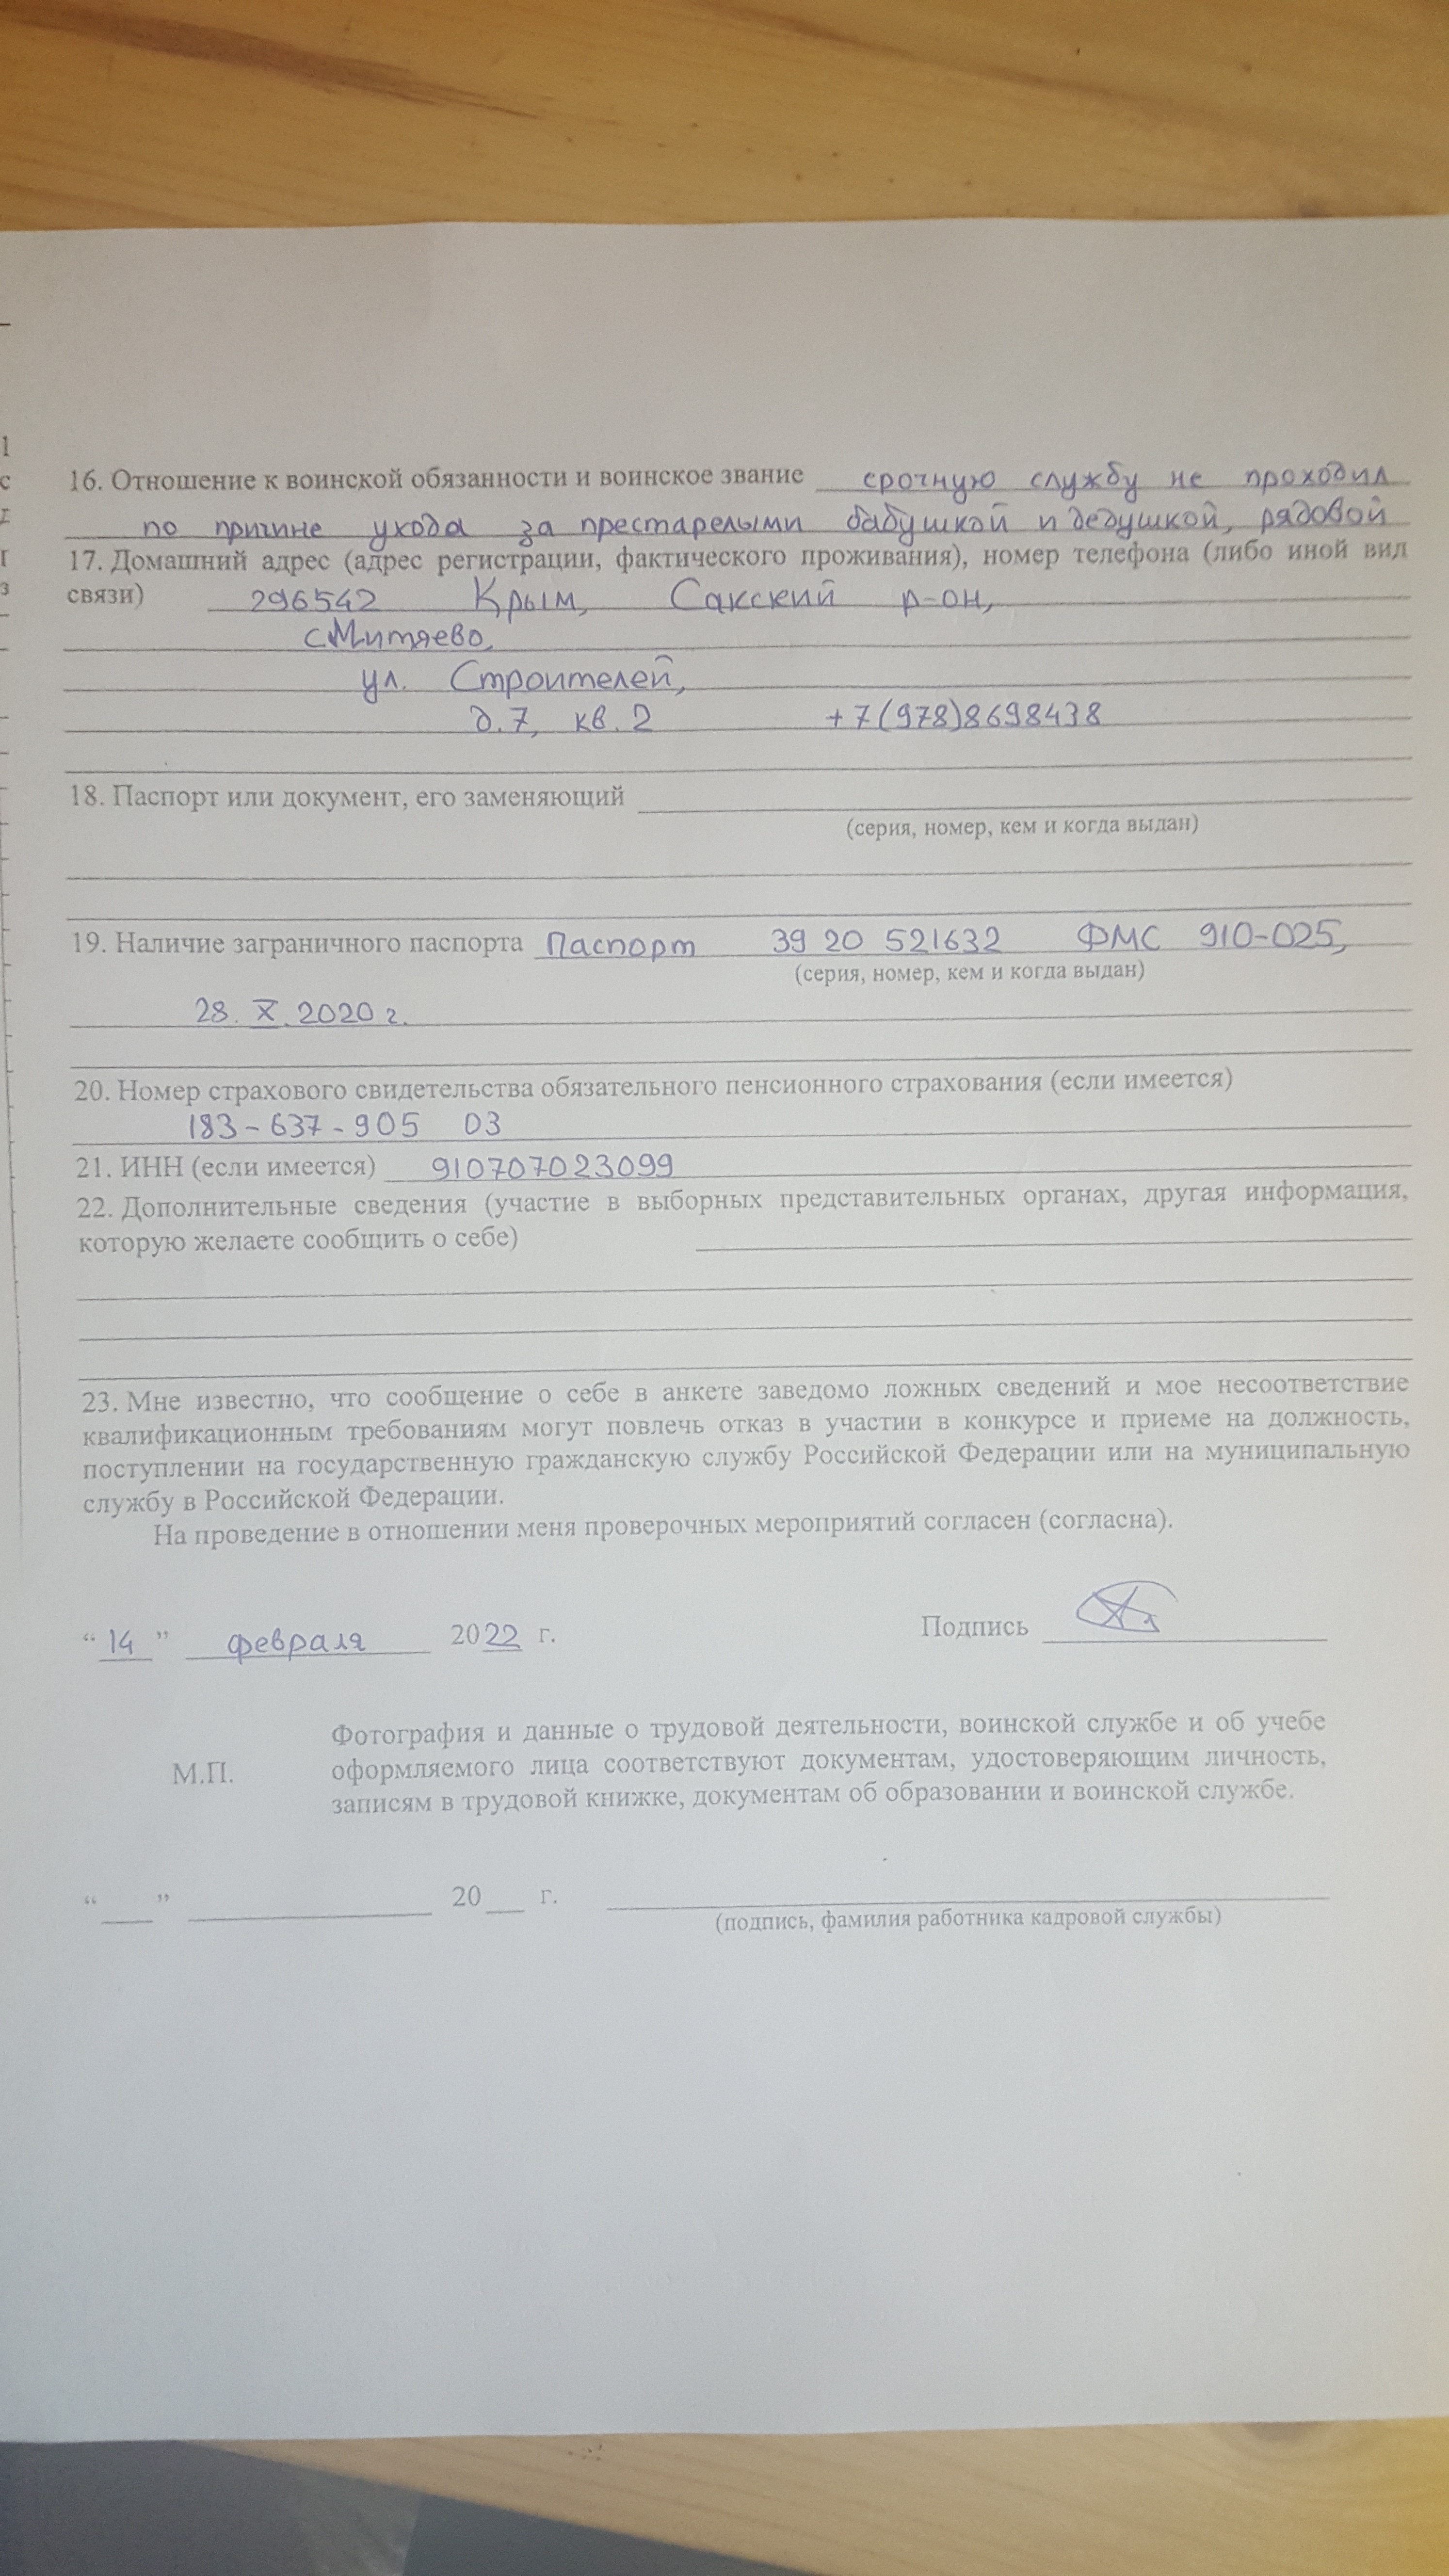 16. Отношение к воинской обязанности и воинское звание срочную службу не проходил
по причине ухода за престарелыми бабушкой и дедушкой, рядовой
17. Домашний адрес (адрес регистрации, фактического проживания), номер телефона (либо иной вид
связи) 296542 Крым, Сакский р-он,
с.Митяево,
ул. Строителей,
д.7, кв.2 +7(978)8698438
18. Паспорт или документ, его заменяющий
(серия, номер, кем и когда выдан)
19. Наличие заграничного паспорта Паспорт 39 20 521632 ФМС 910-025,
(серия, номер, кем и когда выдан)
28.X.2020 г.
20. Номер страхового свидетельства обязательного пенсионного страхования (если имеется)
183-637-905 03
21. ИНН (если имеется) 910707023099
22. Дополнительные сведения (участие в выборных представительных органах, другая информация,
которую желаете сообщить о себе)
23. Мне известно, что сообщение о себе в анкете заведомо ложных сведений и мое несоответствие
квалификационным требованиям могут повлечь отказ в участии в конкурсе и приеме на должность,
поступлении на государственную гражданскую службу Российской Федерации или на муниципальную
службу в Российской Федерации.
На проведение в отношении меня проверочных мероприятий согласен (согласна).
“14” февраля 2022 г. Подпись
Фотография и данные о трудовой деятельности, воинской службе и об учебе
М.П. оформляемого лица соответствуют документам, удостоверяющим личность,
записям в трудовой книжке, документам об образовании и воинской службе.
“___” 20__ г.
(подпись, фамилия работника кадровой службы)